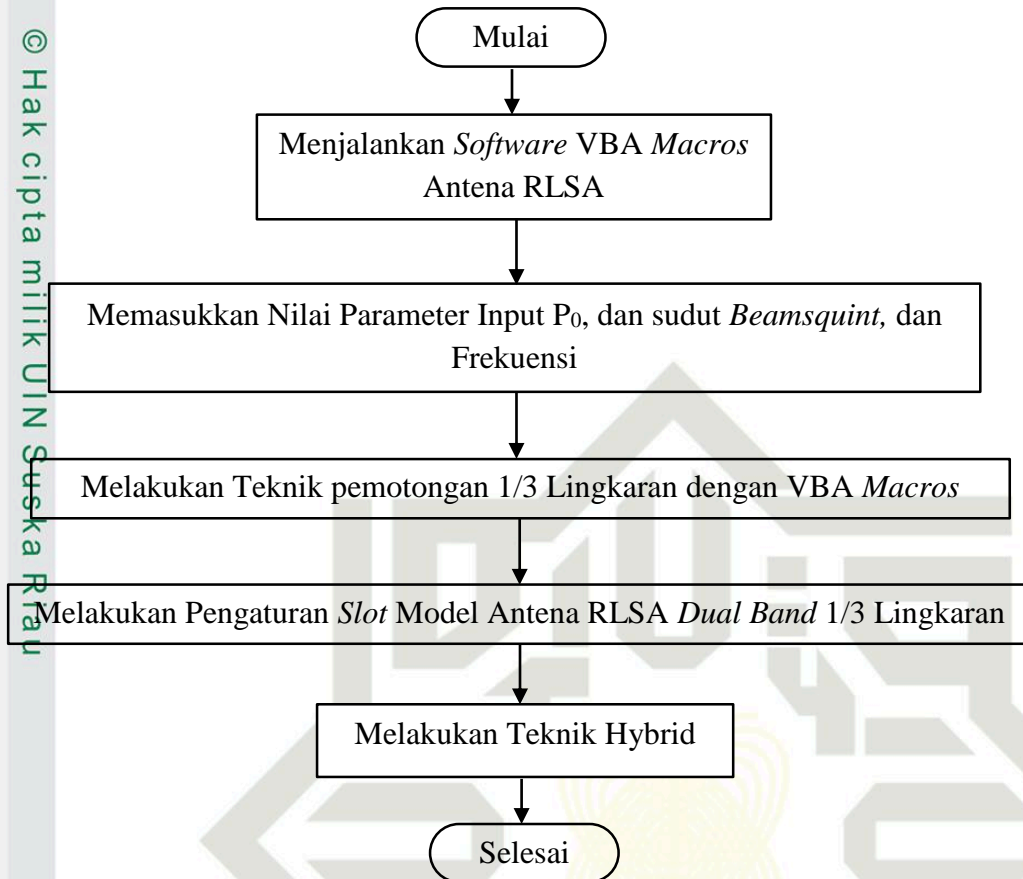 © Hak cipta milik UIN Suska Riau
Mulai
Menjalankan Software VBA Macros
Antena RLSA
Memasukkan Nilai Parameter Input P₀, dan sudut Beamsquint, dan
Frekuensi
Melakukan Teknik pemotongan 1/3 Lingkaran dengan VBA Macros
Melakukan Pengaturan Slot Model Antena RLSA Dual Band 1/3 Lingkaran
Melakukan Teknik Hybrid
Selesai